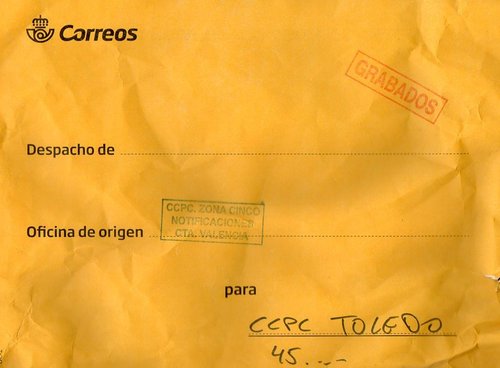 Correos
GRABADOS
Despacho de
CCPC. ZONA CINCO
NOTIFICACIONES
CTA. VALENCIA
Oficina de origen
para
CCPC TOLEDO
45...-